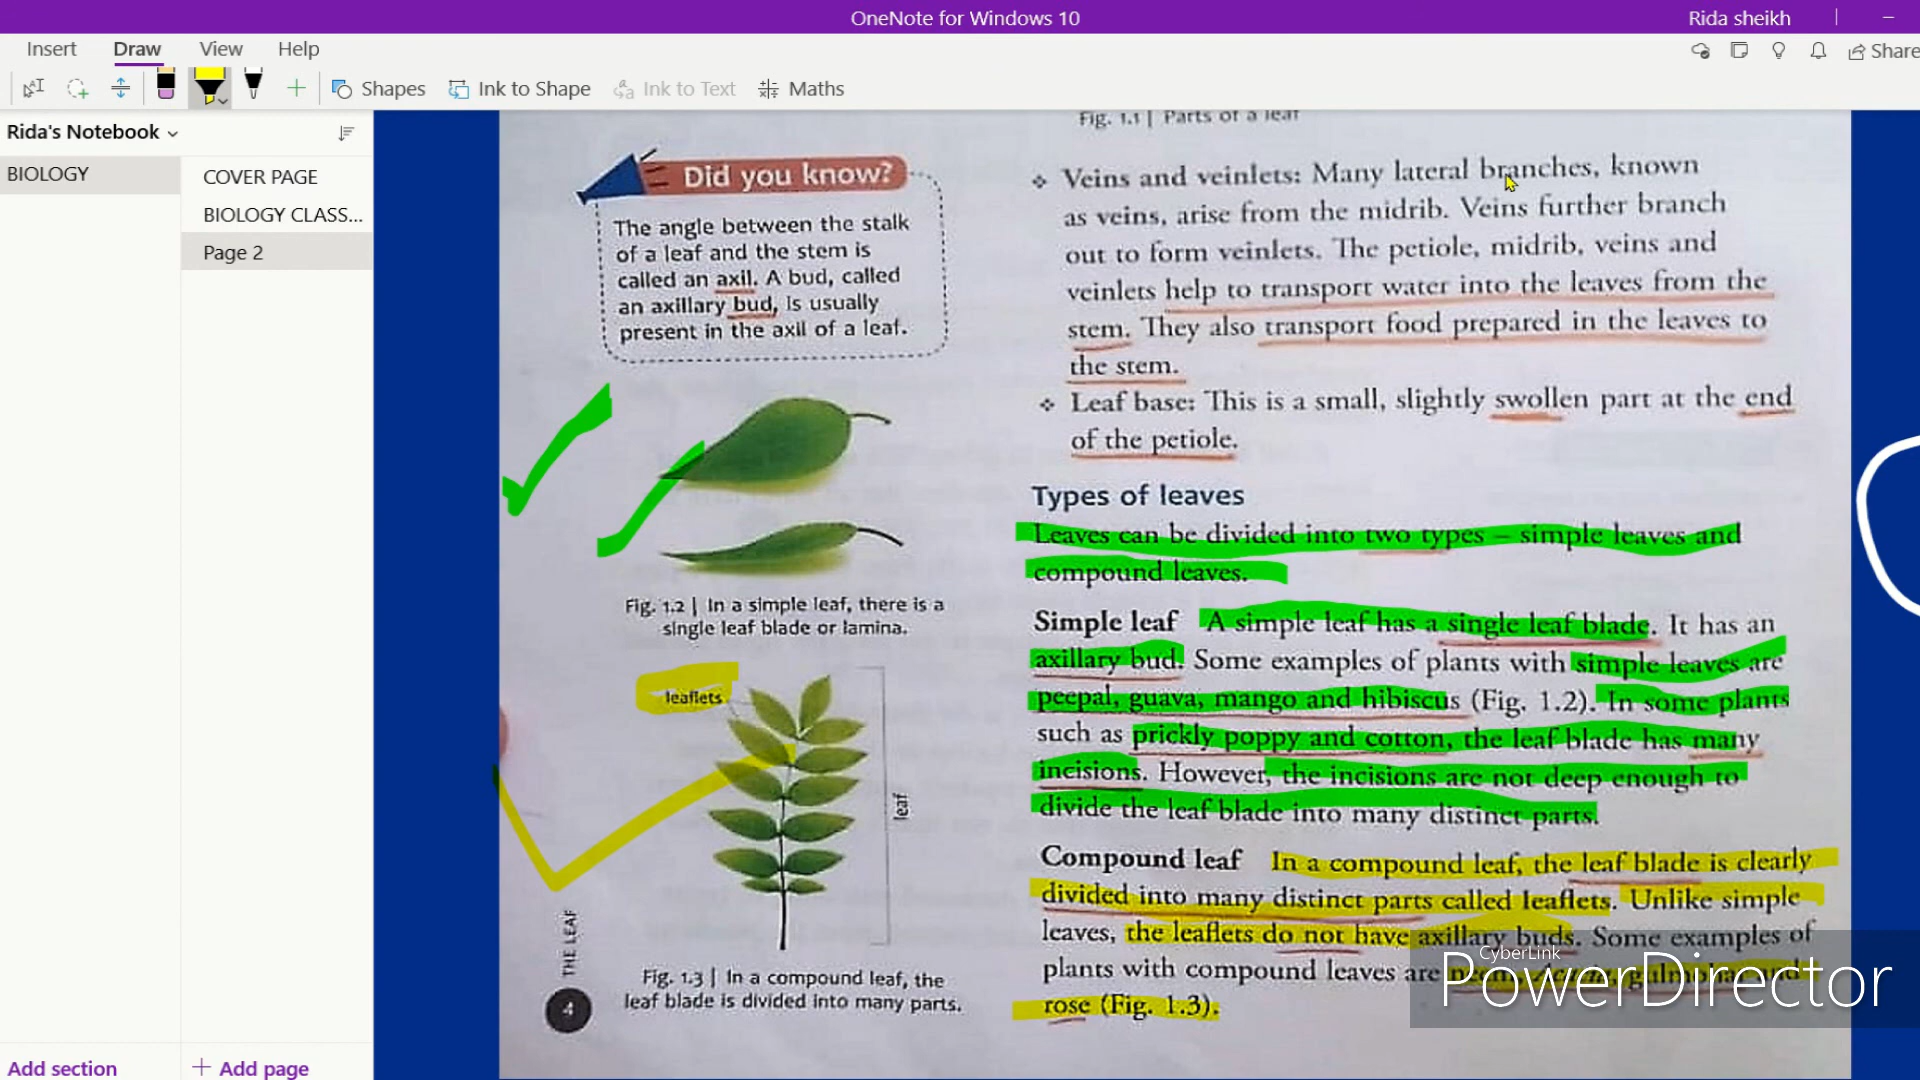 OneNote for Windows 10
Rida sheikh
Insert
Draw
View
Help
Share
Shapes
Ink to Shape
Ink to Text
Maths
Rida's Notebook
BIOLOGY
COVER PAGE
BIOLOGY CLASS...
Page 2
Add section
Add page
Fig. 1.1 | Parts of a leaf
Did you know?
The angle between the stalk
of a leaf and the stem is
called an axil. A bud, called
an axillary bud, is usually
present in the axil of a leaf.
Fig. 1.2 | In a simple leaf, there is a
single leaf blade or lamina.
leaflets
leaf
Fig. 1.3 | In a compound leaf, the
leaf blade is divided into many parts.
THE LEAF
4
❖ Veins and veinlets: Many lateral branches, known
as veins, arise from the midrib. Veins further branch
out to form veinlets. The petiole, midrib, veins and
veinlets help to transport water into the leaves from the
stem. They also transport food prepared in the leaves to
the stem.
❖ Leaf base: This is a small, slightly swollen part at the end
of the petiole.
Types of leaves
Leaves can be divided into two types – simple leaves and
compound leaves.
Simple leaf A simple leaf has a single leaf blade. It has an
axillary bud. Some examples of plants with simple leaves are
peepal, guava, mango and hibiscus (Fig. 1.2). In some plants
such as prickly poppy and cotton, the leaf blade has many
incisions. However, the incisions are not deep enough to
divide the leaf blade into many distinct parts.
Compound leaf In a compound leaf, the leaf blade is clearly
divided into many distinct parts called leaflets. Unlike simple
leaves, the leaflets do not have axillary buds. Some examples of
plants with compound leaves are and
rose (Fig. 1.3).
CyberLink
PowerDirector